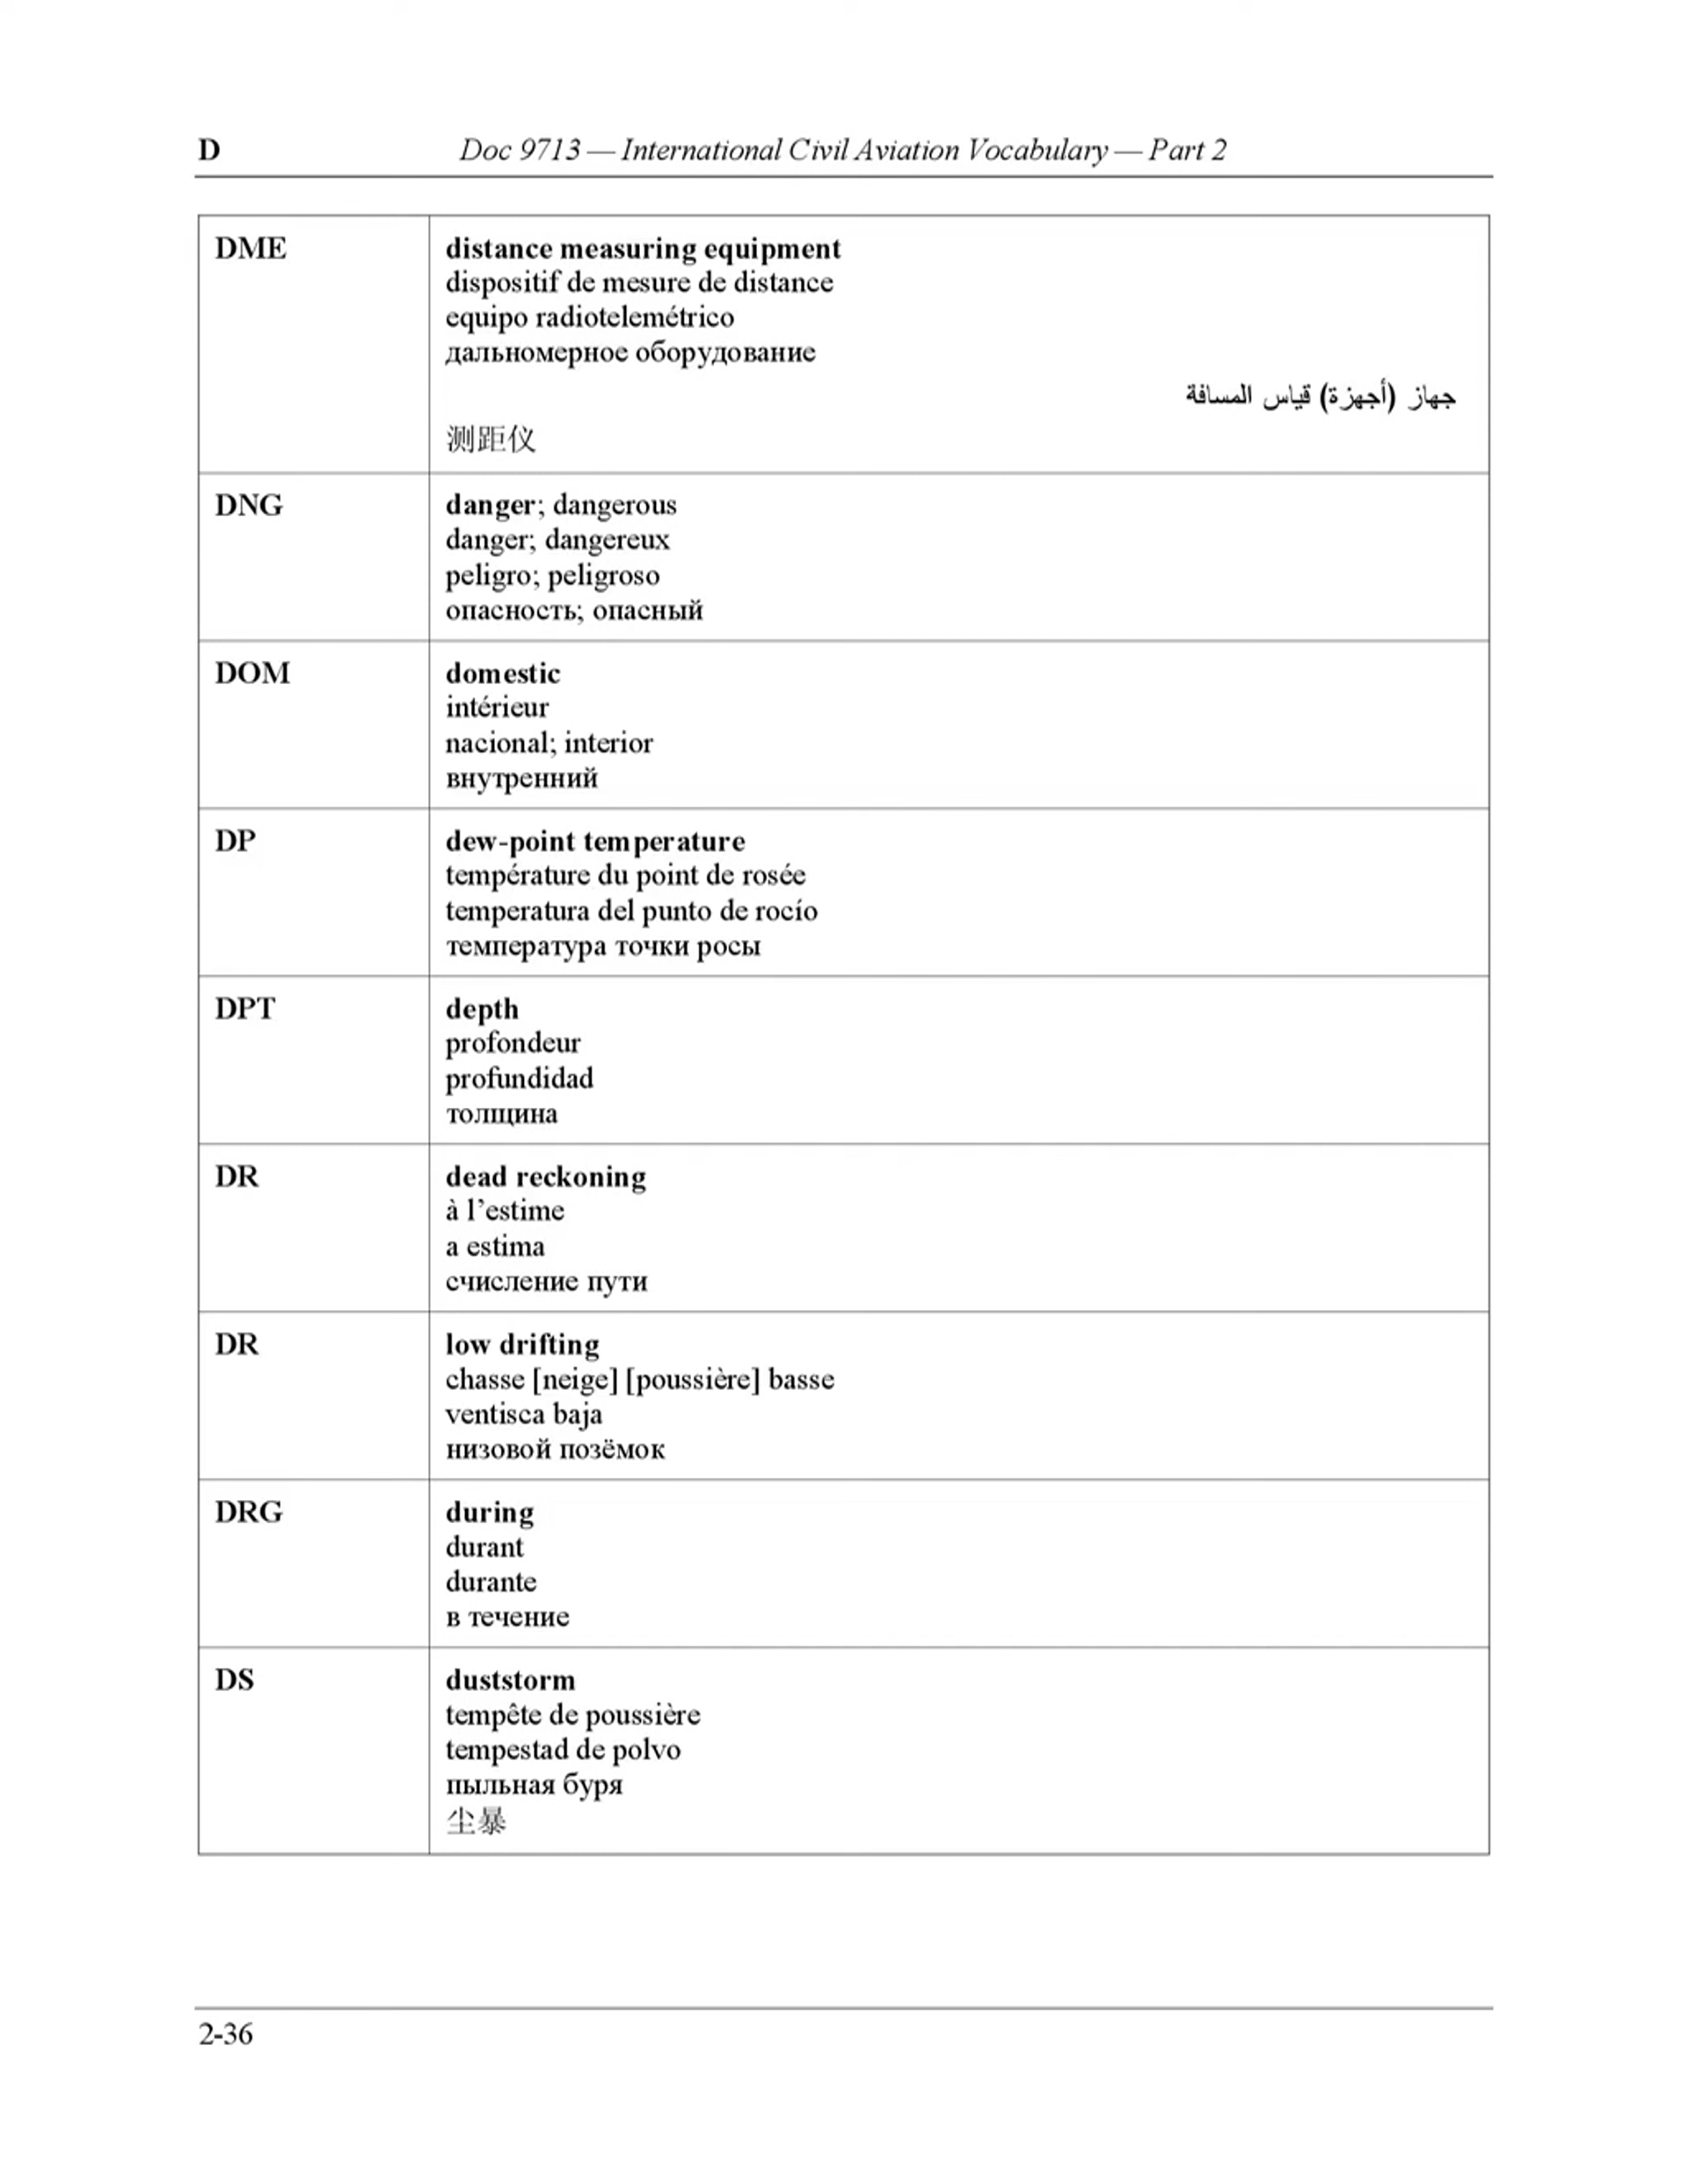 D Doc 9713 — International Civil Aviation Vocabulary — Part 2
DME distance measuring equipment
dispositif de mesure de distance
equipo radiotelemétrico
дальномерное оборудование
جهاز (أجهزة) قياس المسافة
测距仪
DNG danger; dangerous
danger; dangereux
peligro; peligroso
опасность; опасный
DOM domestic
intérieur
nacional; interior
внутренний
DP dew-point temperature
température du point de rosée
temperatura del punto de rocío
температура точки росы
DPT depth
profondeur
profundidad
толщина
DR dead reckoning
à l’estime
a estima
счисление пути
DR low drifting
chasse [neige] [poussière] basse
ventisca baja
низовой позёмок
DRG during
durant
durante
в течение
DS duststorm
tempête de poussière
tempestad de polvo
пыльная буря
尘暴
2-36